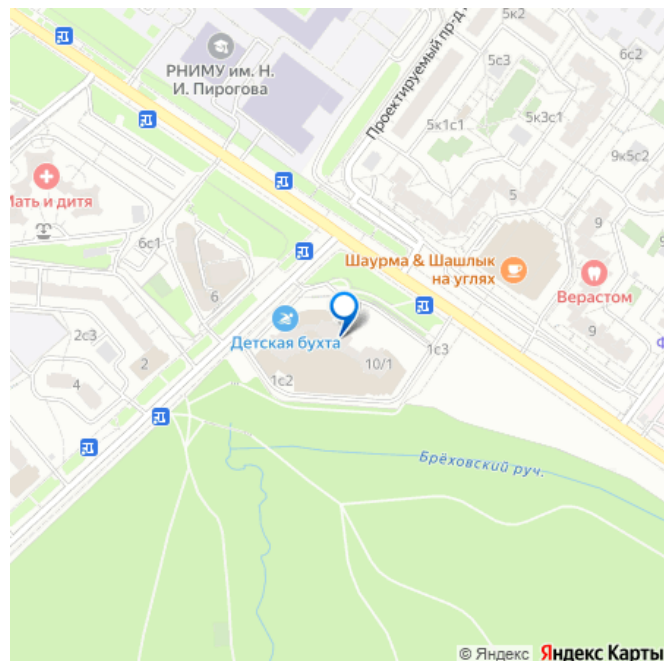 5к2
6с2
РНИМУ им. Н.
И. Пирогова
5с3
Проектируемый пр-д
5к1с1
5к3с1
9к5с2
Мать и дитя
5
9
6с1
Шаурма & Шашлык
на углях
Верастом
6
Детская бухта
9
2с3
2
10/1
1с3
4
1с2
Брёховский руч.
© Яндекс Яндекс Карты